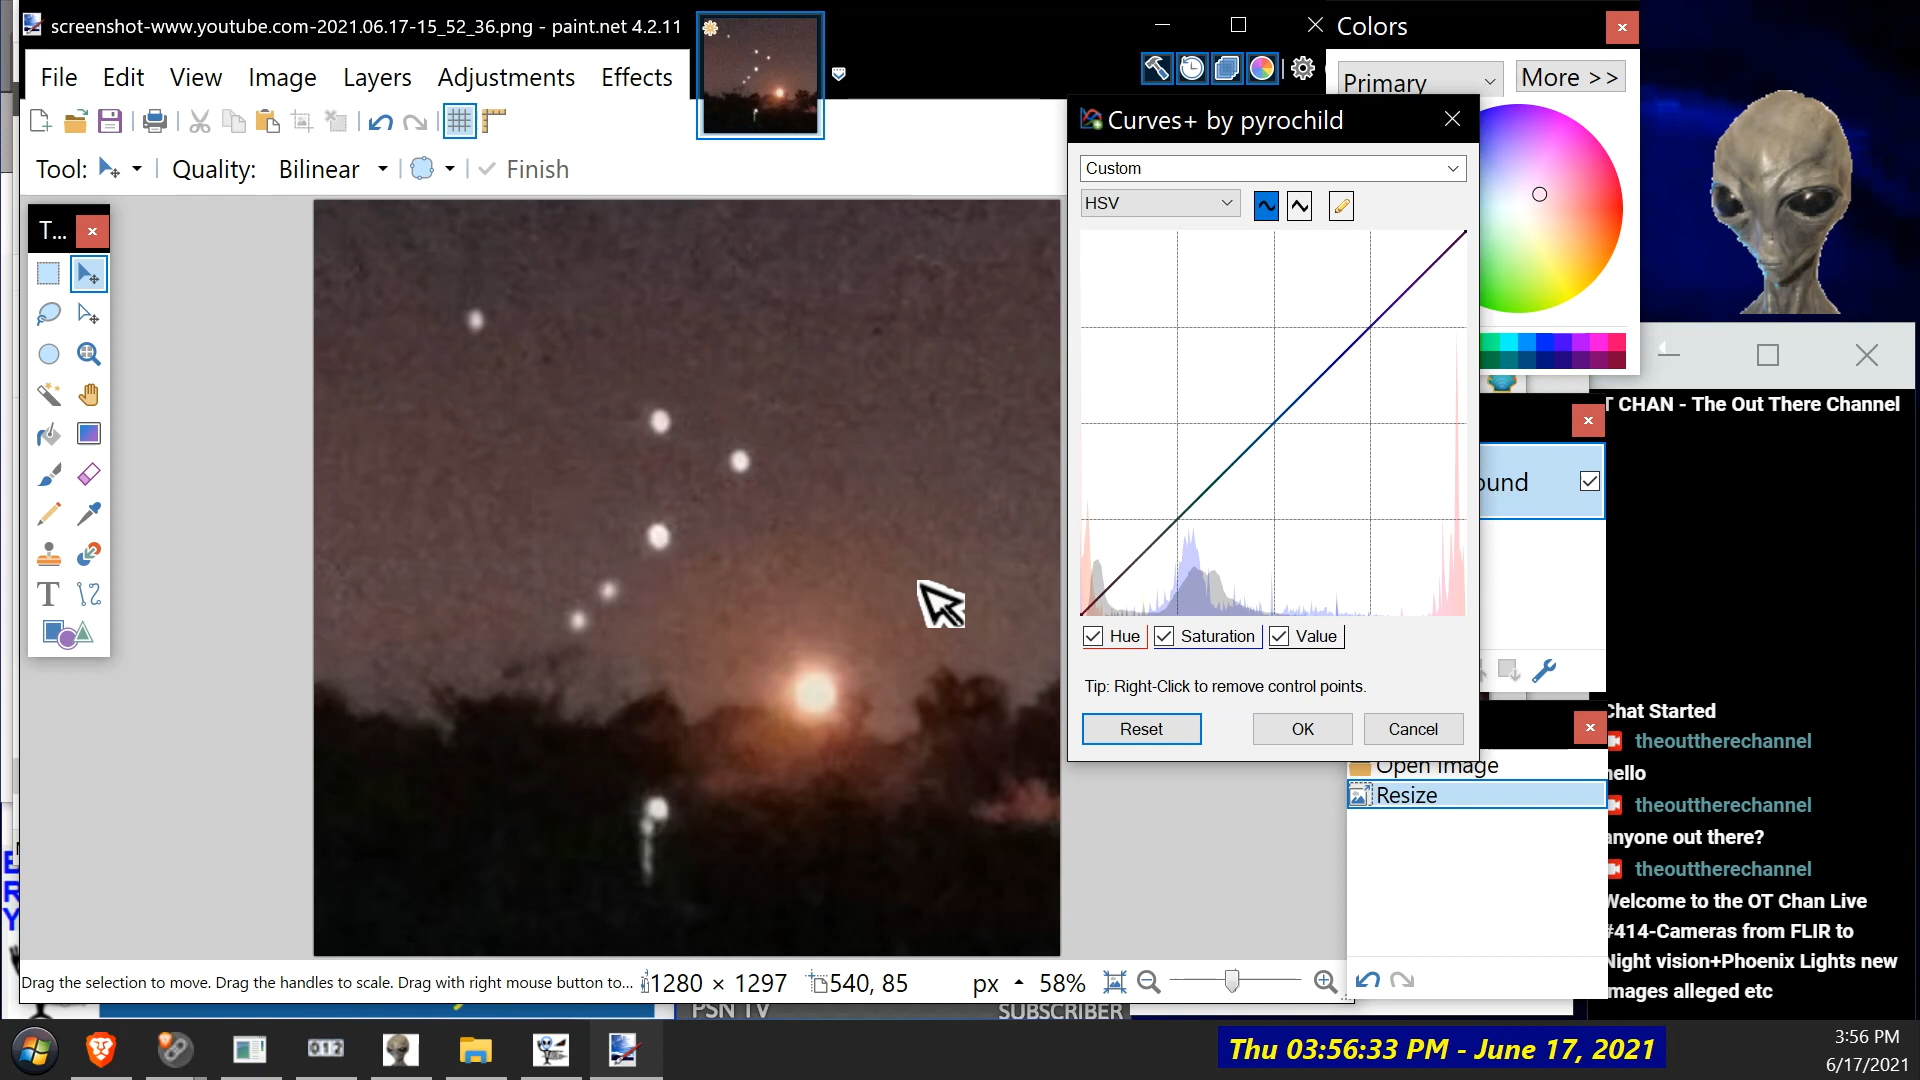 screenshot-www.youtube.com-2021.06.17-15_52_36.png - paint.net 4.2.11
File Edit View Image Layers Adjustments Effects
Tool: Quality: Bilinear Finish
T...
Colors
Primary More >>
Curves+ by pyrochild
Custom
HSV
Hue Saturation Value
Tip: Right-Click to remove control points.
Reset OK Cancel
ound
Open Image
Resize
T CHAN - The Out There Channel
Chat Started
theouttherechannel
hello
theouttherechannel
anyone out there?
theouttherechannel
Welcome to the OT Chan Live
#414-Cameras from FLIR to
Night vision+Phoenix Lights new
images alleged etc
Drag the selection to move. Drag the handles to scale. Drag with right mouse button to... 1280 × 1297 540, 85 px 58%
PSN TV SUBSCRIBER
E
R
Y
012
Thu 03:56:33 PM - June 17, 2021
3:56 PM
6/17/2021